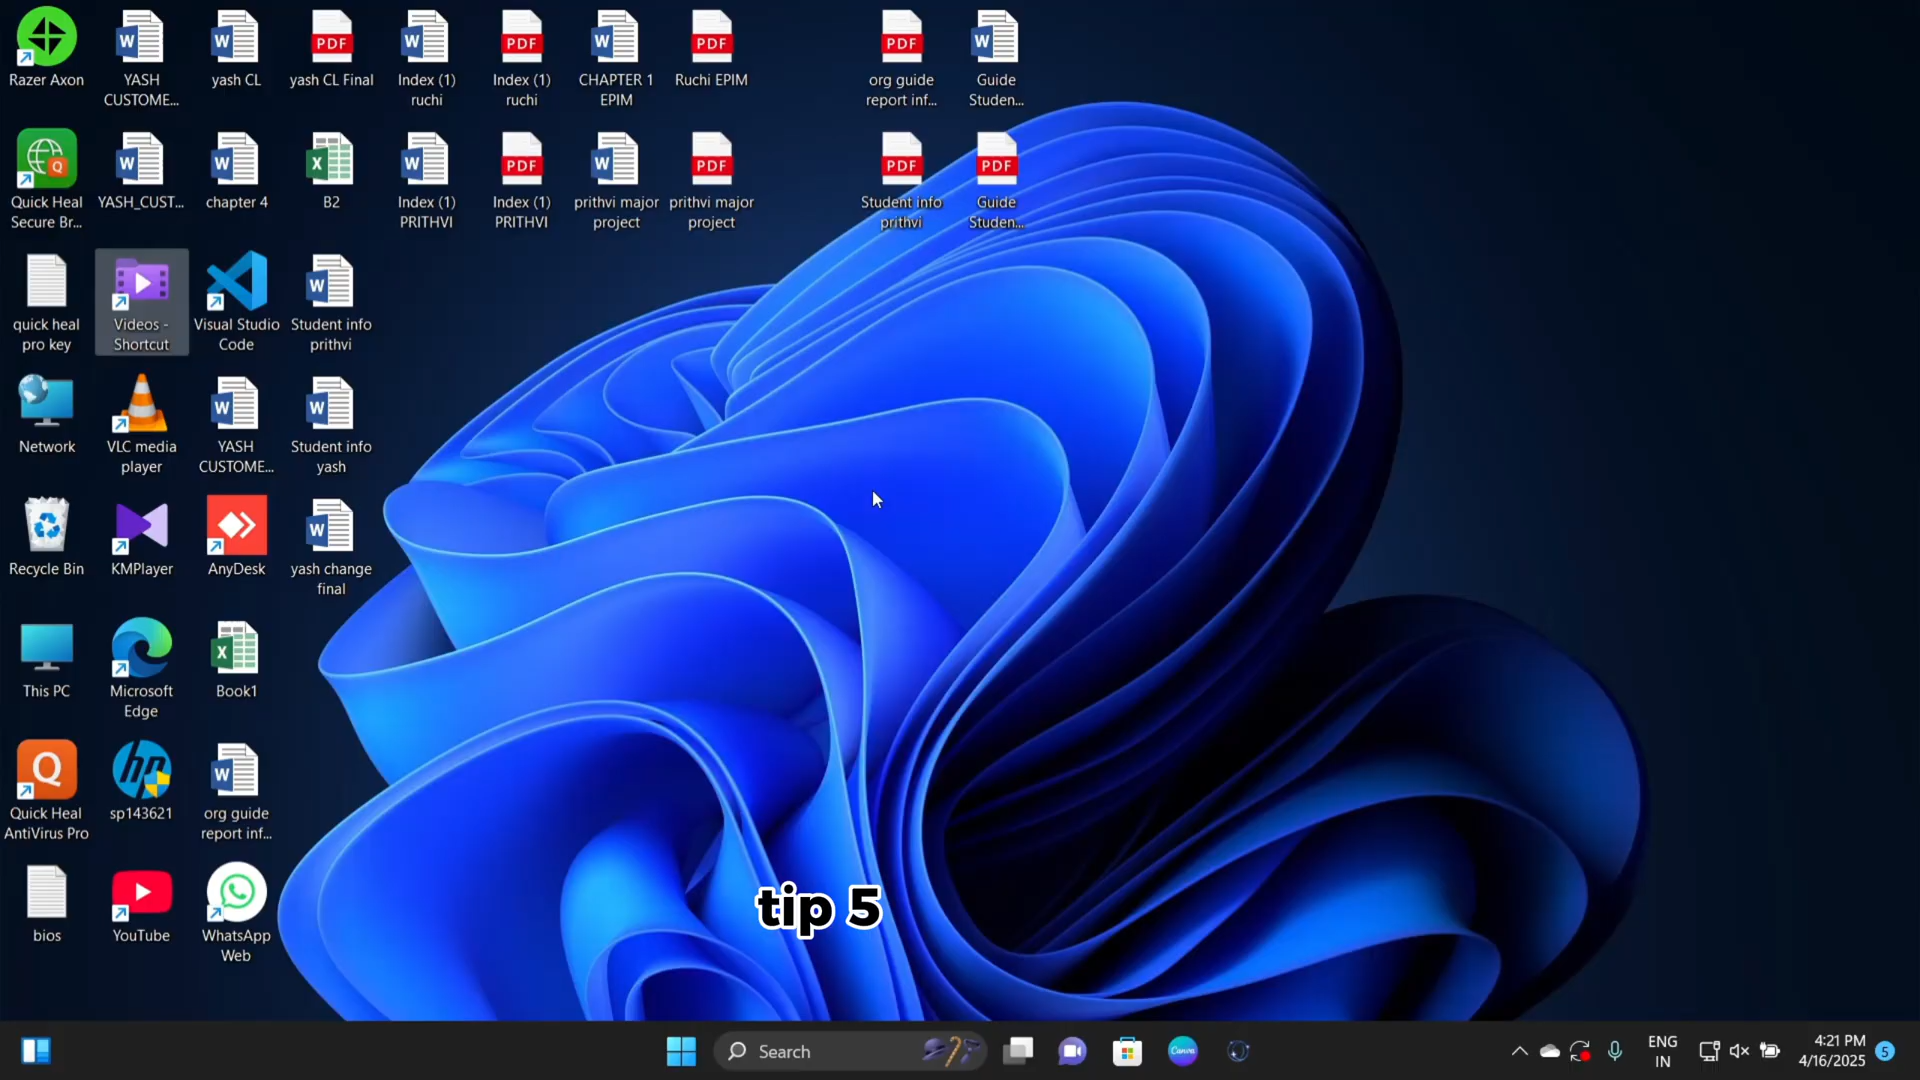 Razer Axon
YASH
CUSTOME...
yash CL
yash CL Final
Index (1)
ruchi
Index (1)
ruchi
CHAPTER 1
EPIM
Ruchi EPIM
org guide
report inf...
Guide
Studen...
Quick Heal
Secure Br...
YASH_CUST...
chapter 4
B2
Index (1)
PRITHVI
Index (1)
PRITHVI
prithvi major
project
prithvi major
project
Student info
prithvi
Guide
Studen...
quick heal
pro key
Videos -
Shortcut
Visual Studio
Code
Student info
prithvi
Network
VLC media
player
YASH
CUSTOME...
Student info
yash
Recycle Bin
KMPlayer
AnyDesk
yash change
final
This PC
Microsoft
Edge
Book1
Quick Heal
AntiVirus Pro
sp143621
org guide
report inf...
bios
YouTube
WhatsApp
Web
tip 5
Search
ENG
IN
4:21 PM
4/16/2025
5